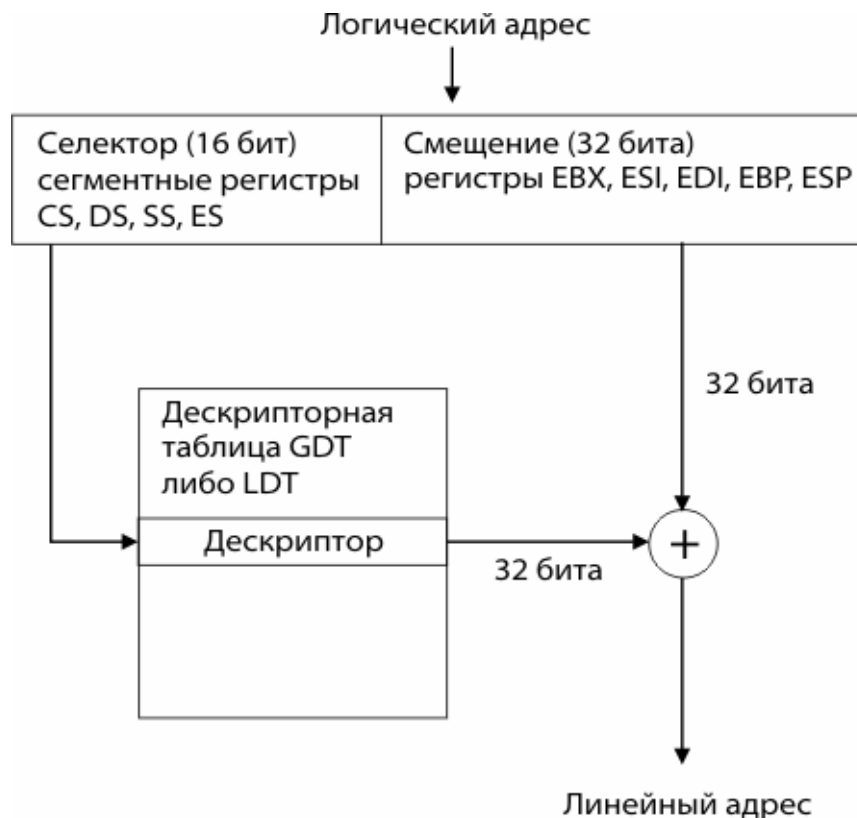 Логический адрес
Селектор (16 бит)
сегментные регистры
CS, DS, SS, ES
Смещение (32 бита)
регистры EBX, ESI, EDI, EBP, ESP
32 бита
Дескрипторная
таблица GDT
либо LDT
Дескриптор
+
32 бита
Линейный адрес